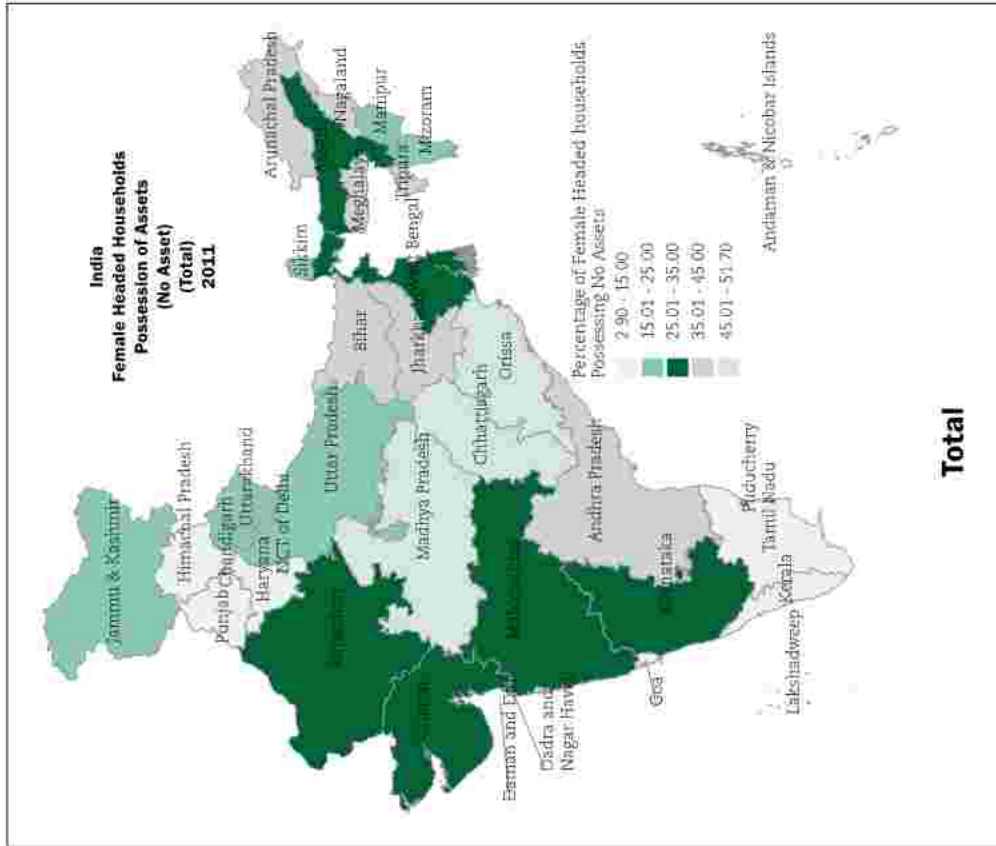 India
Female Headed Households
Possession of Assets
(No Asset)
(Total)
2011
Jammu & Kashmir
Himachal Pradesh
Punjab
Chandigarh
Uttarakhand
Haryana
NCT of Delhi
Rajasthan
Uttar Pradesh
Bihar
Sikkim
Arunachal Pradesh
Nagaland
Manipur
Mizoram
Tripura
Meghalaya
Bengal
Jharkh
Orissa
Chhattisgarh
Madhya Pradesh
Gujarat
Daman and Diu
Dadra and
Nagar Haveli
Maharashtra
Andhra Pradesh
Karnataka
Goa
Lakshadweep
Kerala
Tamil Nadu
Puducherry
Andaman & Nicobar Islands
Percentage of Female Headed households
Possessing No Assets
2.90 - 15.00
15.01 - 25.00
25.01 - 35.00
35.01 - 45.00
45.01 - 51.70
Total